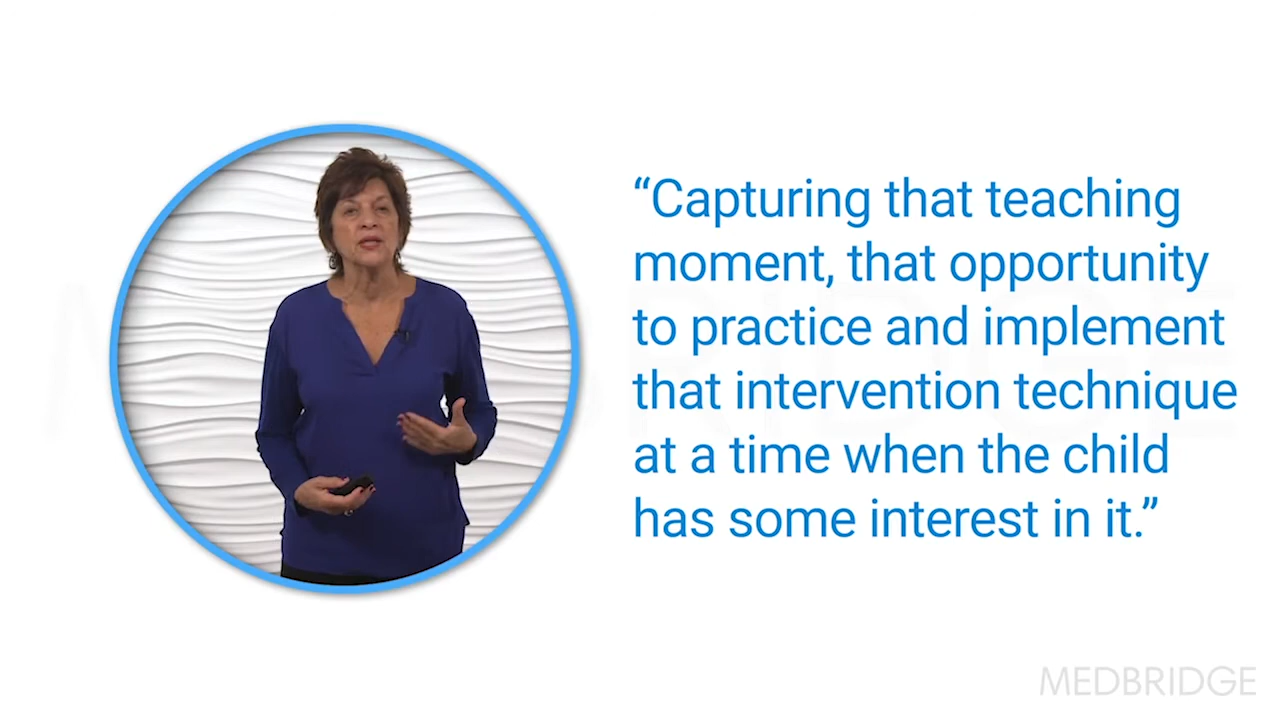 “Capturing that teaching
moment, that opportunity
to practice and implement
that intervention technique
at a time when the child
has some interest in it.”
MEDBRIDGE